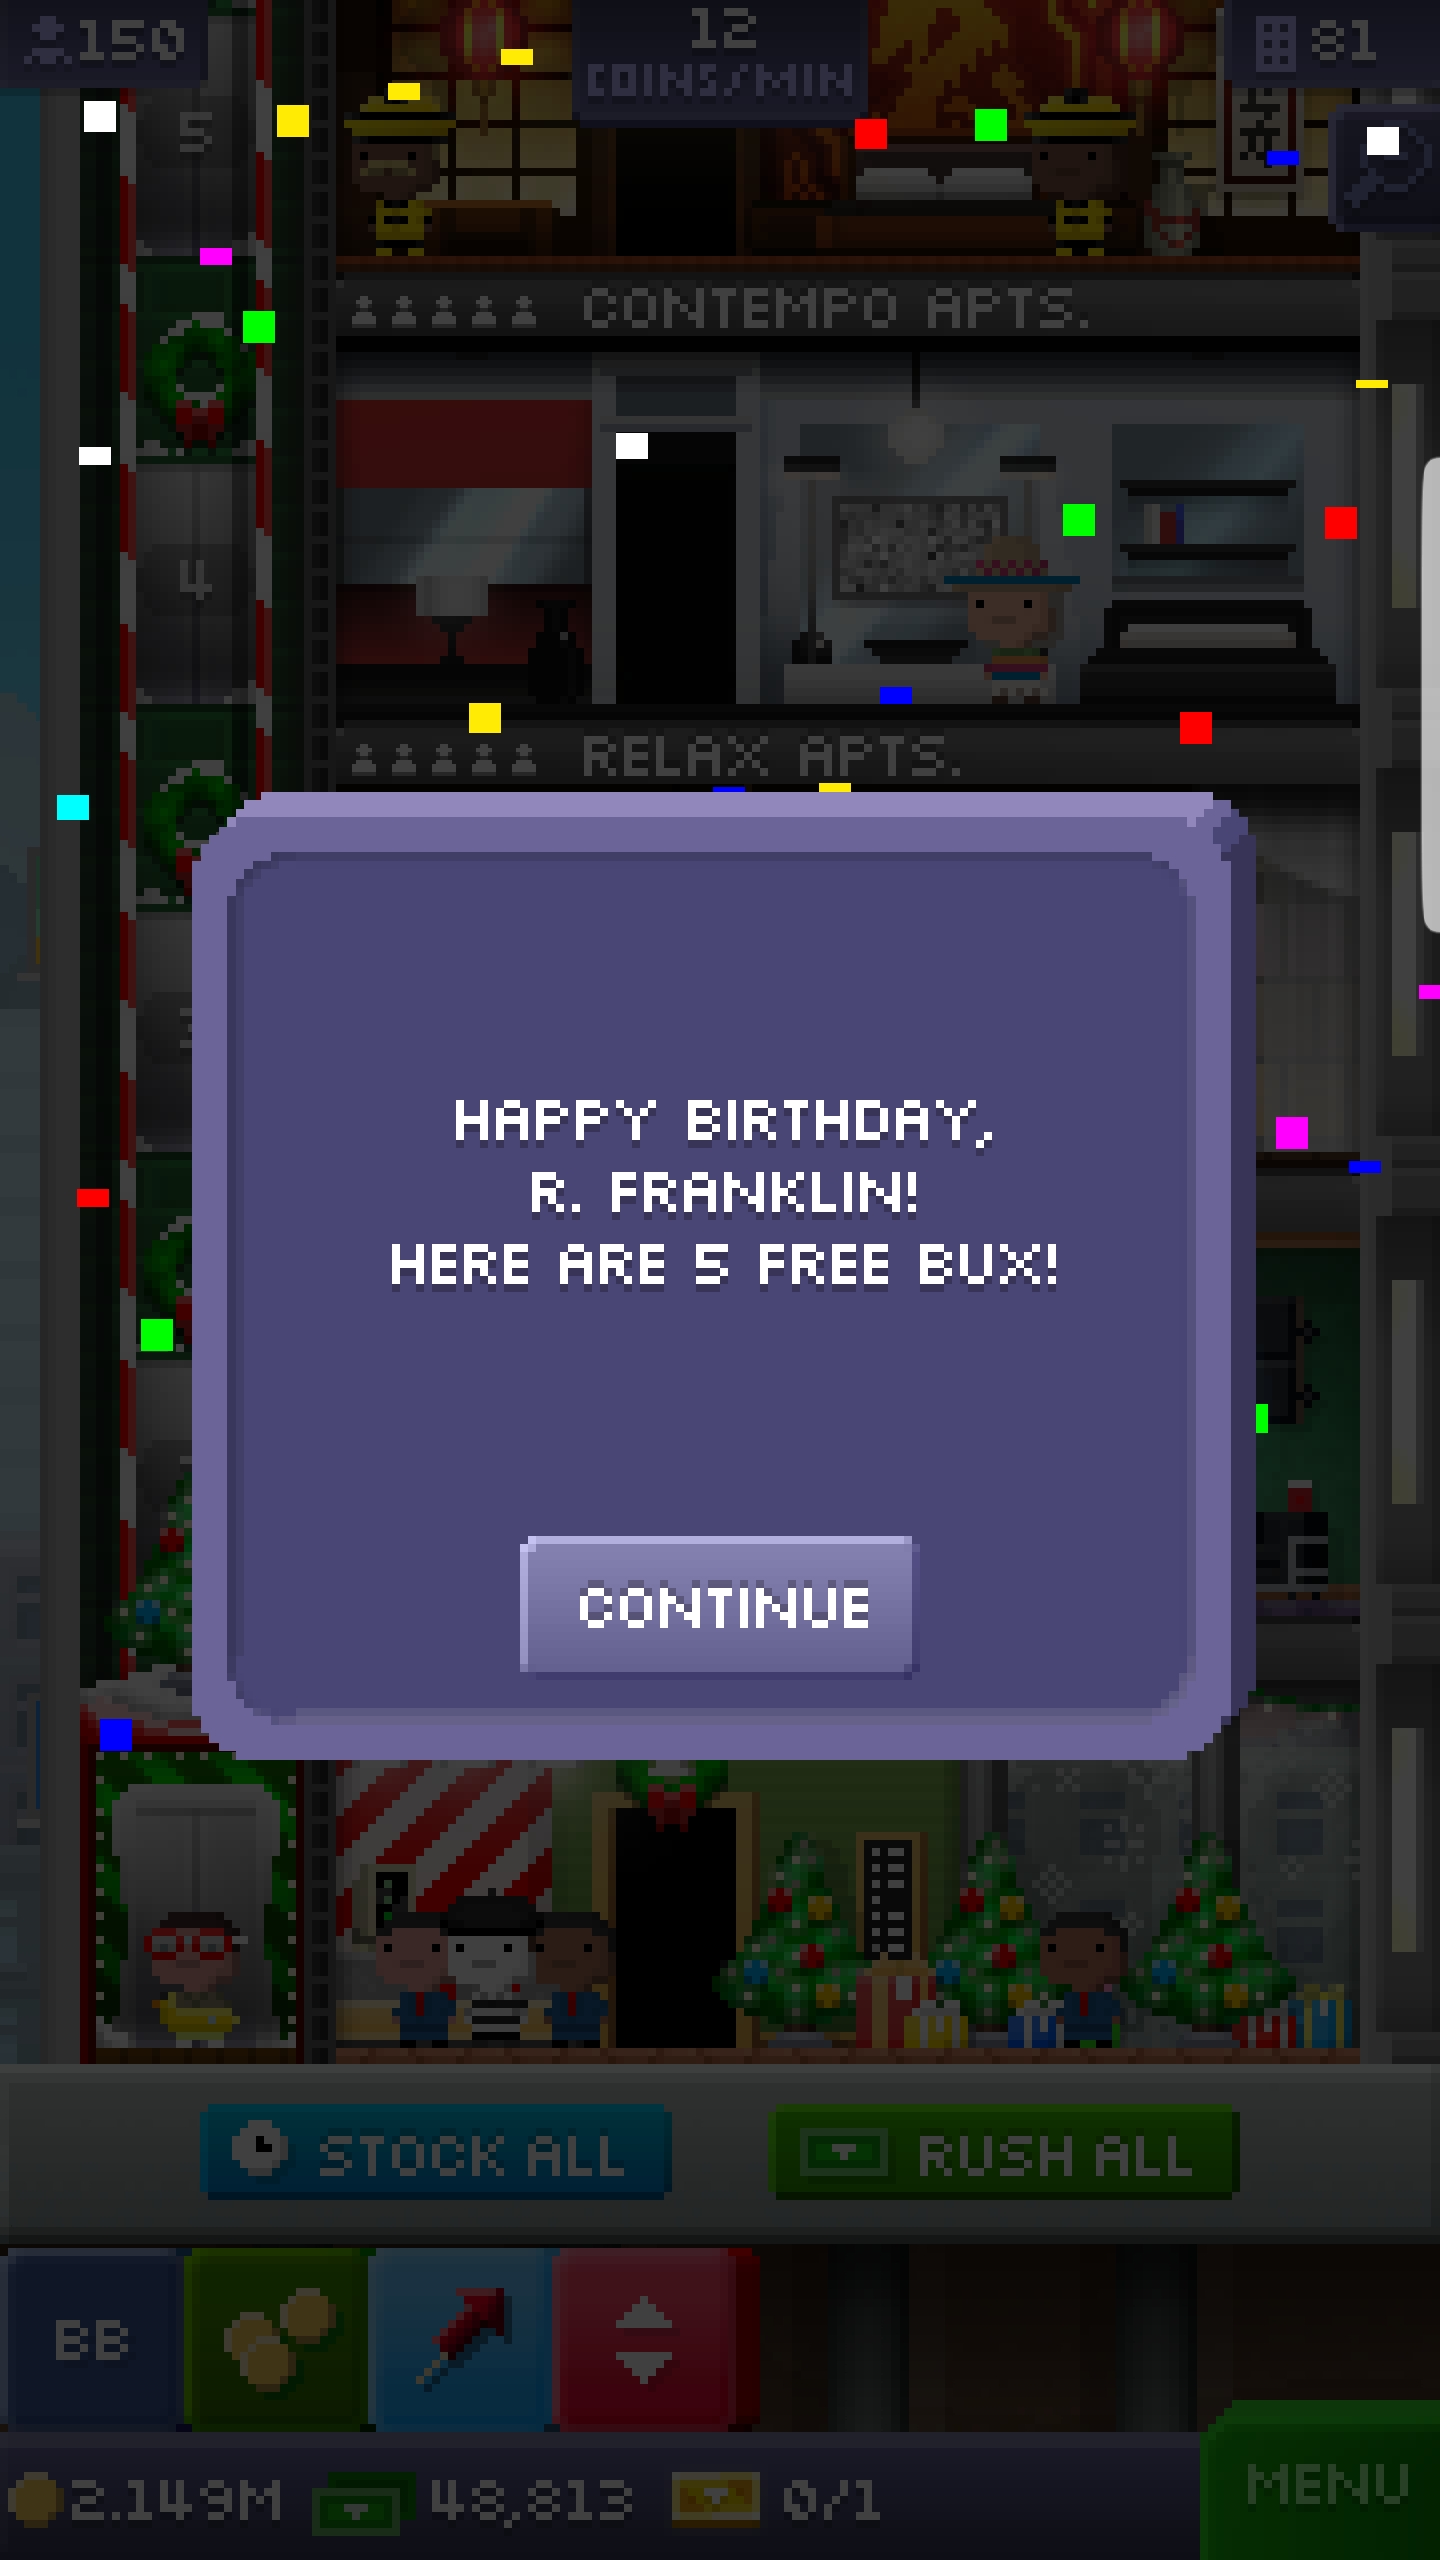 150
12
COINS/MIN
81
5
CONTEMPO APTS.
4
RELAX APTS.
HAPPY BIRTHDAY,
R. FRANKLIN!
HERE ARE 5 FREE BUX!
CONTINUE
STOCK ALL
RUSH ALL
BB
2.149M
48,813
0/1
MENU